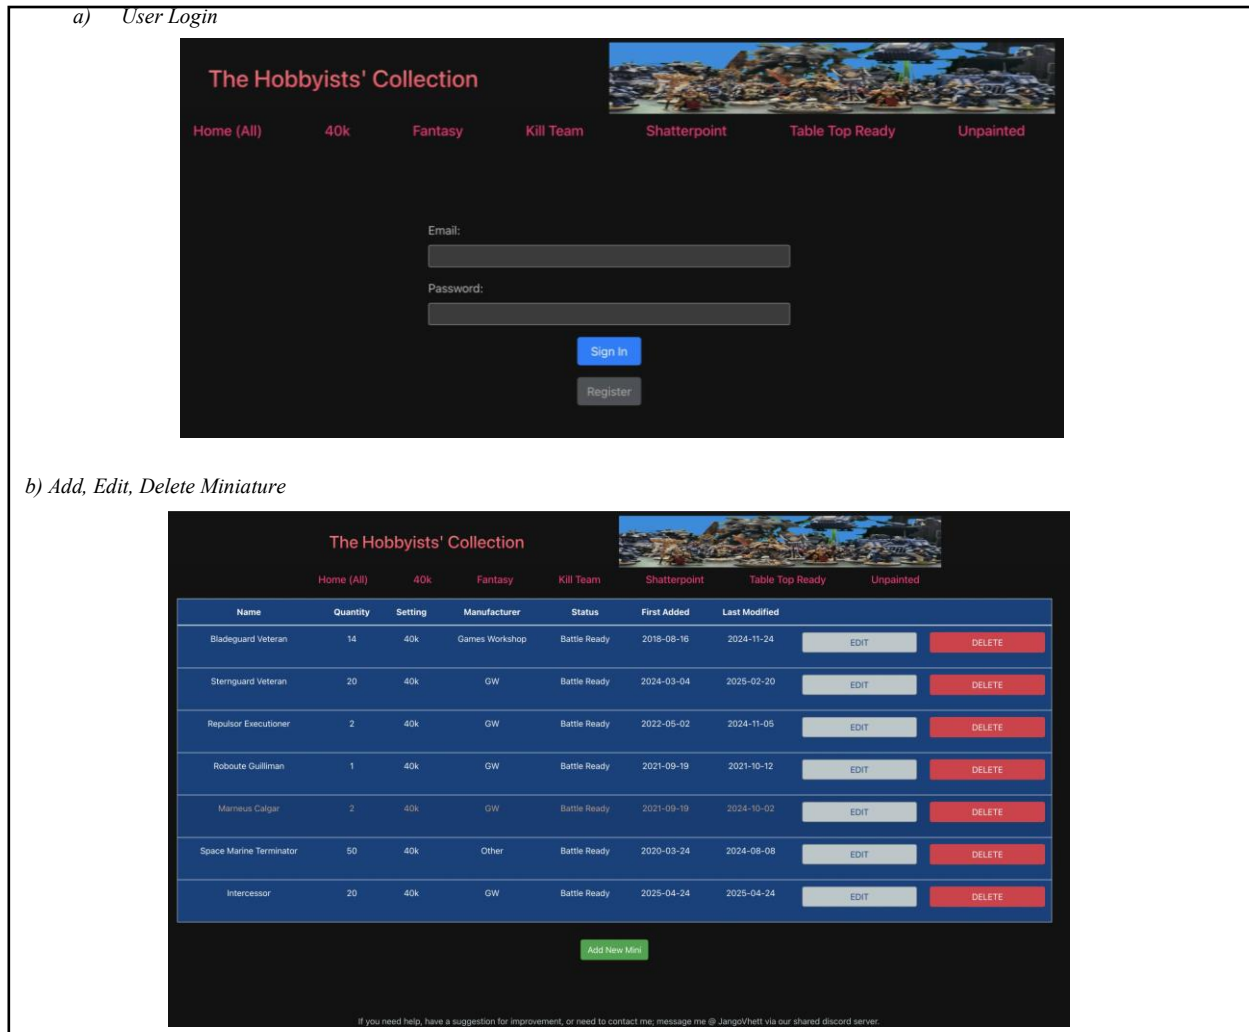 a) User Login
The Hobbyists' Collection
Home (All) 40k Fantasy Kill Team Shatterpoint Table Top Ready Unpainted
Email:
Password:
Sign In
Register
b) Add, Edit, Delete Miniature
The Hobbyists' Collection
Home (All) 40k Fantasy Kill Team Shatterpoint Table Top Ready Unpainted
Name Quantity Setting Manufacturer Status First Added Last Modified
Bladeguard Veteran 14 40k Games Workshop Battle Ready 2018-08-16 2024-11-24 EDIT DELETE
Sternguard Veteran 20 40k GW Battle Ready 2024-03-04 2025-02-20 EDIT DELETE
Repulsor Executioner 2 40k GW Battle Ready 2022-05-02 2024-11-05 EDIT DELETE
Roboute Guilliman 1 40k GW Battle Ready 2021-09-19 2021-10-12 EDIT DELETE
Marneus Calgar 2 40k GW Battle Ready 2021-09-19 2024-10-02 EDIT DELETE
Space Marine Terminator 50 40k Other Battle Ready 2020-03-24 2024-08-08 EDIT DELETE
Intercessor 20 40k GW Battle Ready 2025-04-24 2025-04-24 EDIT DELETE
Add New Mini
If you need help, have a suggestion for improvement, or need to contact me; message me @ JangoVhett via our shared discord server.